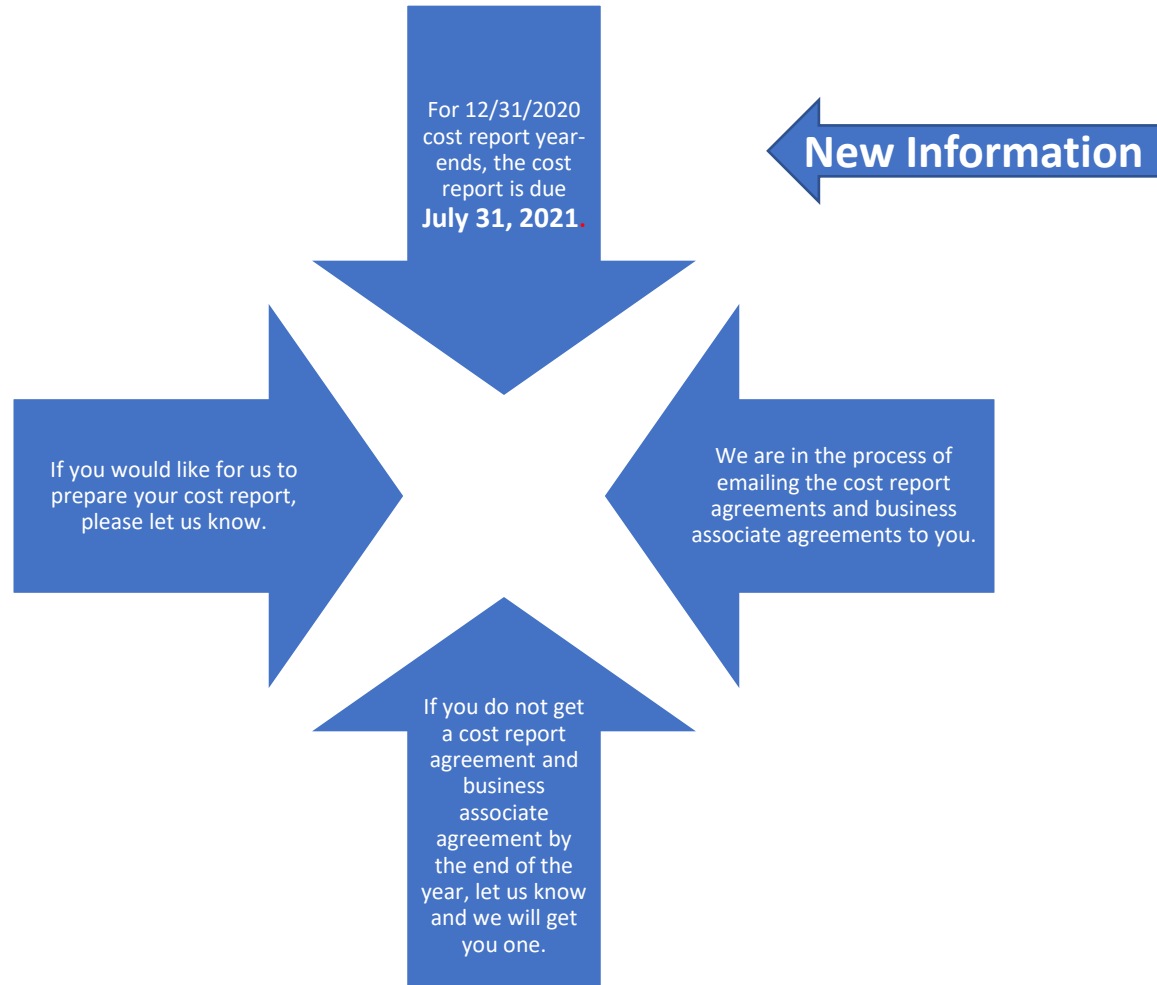 For 12/31/2020
cost report year-
ends, the cost
report is due
July 31, 2021.
New Information
If you would like for us to
prepare your cost report,
please let us know.
We are in the process of
emailing the cost report
agreements and business
associate agreements to you.
If you do not get
a cost report
agreement and
business
associate
agreement by
the end of the
year, let us know
and we will get
you one.